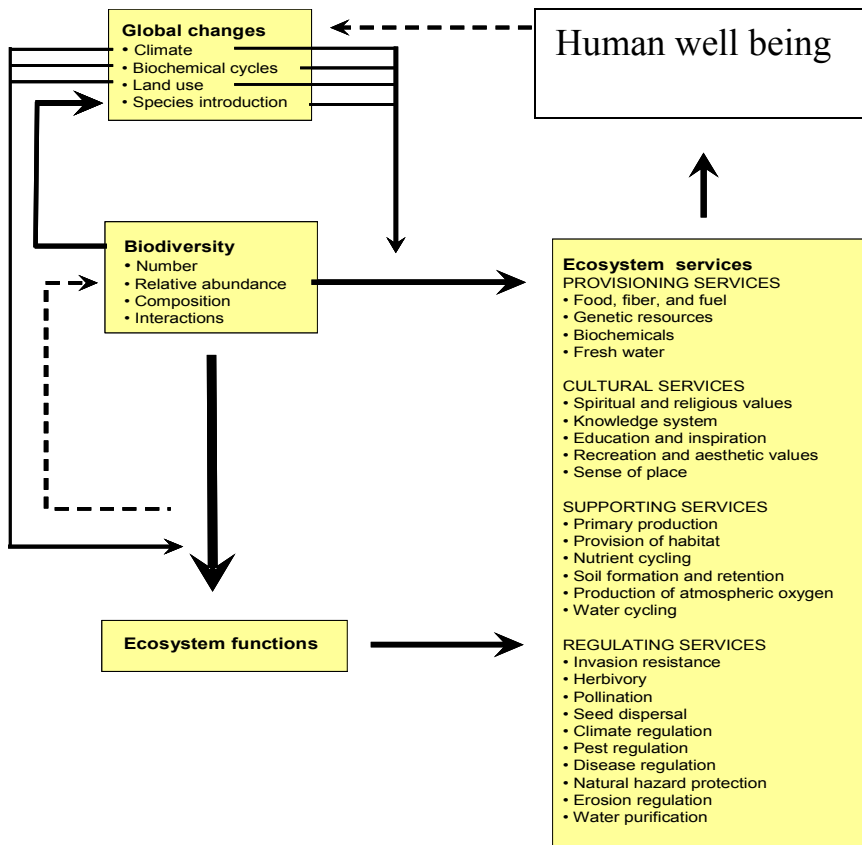 Global changes
• Climate
• Biochemical cycles
• Land use
• Species introduction
Human well being
Biodiversity
• Number
• Relative abundance
• Composition
• Interactions
Ecosystem services
PROVISIONING SERVICES
• Food, fiber, and fuel
• Genetic resources
• Biochemicals
• Fresh water
CULTURAL SERVICES
• Spiritual and religious values
• Knowledge system
• Education and inspiration
• Recreation and aesthetic values
• Sense of place
SUPPORTING SERVICES
• Primary production
• Provision of habitat
• Nutrient cycling
• Soil formation and retention
• Production of atmospheric oxygen
• Water cycling
REGULATING SERVICES
• Invasion resistance
• Herbivory
• Pollination
• Seed dispersal
• Climate regulation
• Pest regulation
• Disease regulation
• Natural hazard protection
• Erosion regulation
• Water purification
Ecosystem functions